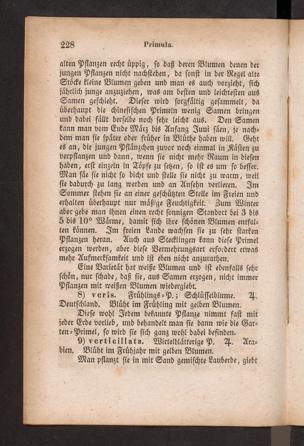 228 Primula.
alten Pflanzen recht üppig, so daß deren Blumen denen der
jungen Pflanzen nicht nachstehen, da sonst in der Regel alte
Stöcke kleine Blumen geben und man es auch vorzieht, sich
jährlich junge anzuziehen, was am besten und leichtesten aus
Samen geschieht. Dieser wird sorgfältig gesammelt, da
überhaupt die chinesischen Primeln wenig Samen bringen
und dabei fällt derselbe noch sehr leicht aus. Den Samen
kann man vom Ende März bis Anfang Juni säen, je nach-
dem man sie später oder früher in Blüthe haben will. Geht
es an, die jungen Pflänzchen zuvor noch einmal in Kästen zu
verpflanzen und dann, wenn sie nicht mehr Raum in diesen
haben, erst einzeln in Töpfe zu setzen, so ist es um so besser.
Man säe sie nicht so dicht und stelle sie nicht zu warm, weil
sie dadurch zu lang werden und an Ansehn verlieren. Im
Sommer stehen sie an einer geschützten Stelle im Freien und
erhalten überhaupt nur mäßige Feuchtigkeit. Zum Winter
aber gebe man ihnen einen recht sonnigen Standort bei 3 bis
5 bis 10° Wärme, damit sich ihre schönen Blumen entfal-
ten können. Im freien Lande wachsen sie zu sehr starken
Pflanzen heran. Auch aus Stecklingen kann diese Primel
erzogen werden, aber diese Vermehrungsart erfordert etwas
mehr Aufmerksamkeit und ist eben nicht anzurathen.
Eine Varietät hat weiße Blumen und ist ebenfalls sehr
schön, nur schade, daß sie, aus Samen erzogen, nicht immer
Pflanzen mit weißen Blumen wiedergiebt.
8) veris. Frühlings-P.; Schlüsselblume. ♃.
Deutschland. Blüht im Frühling mit gelben Blumen.
Diese wohl Jedem bekannte Pflanze nimmt fast mit
jeder Erde vorlieb, und behandelt man sie dann wie die Gar-
ten-Primel, so wird sie sich ganz wohl dabei befinden.
9) verticillata. Wirtelblätterige P. ♃. Ara-
bien. Blüht im Frühjahr mit gelben Blumen.
Man pflanzt sie in mit Sand gemischte Lauberde, giebt